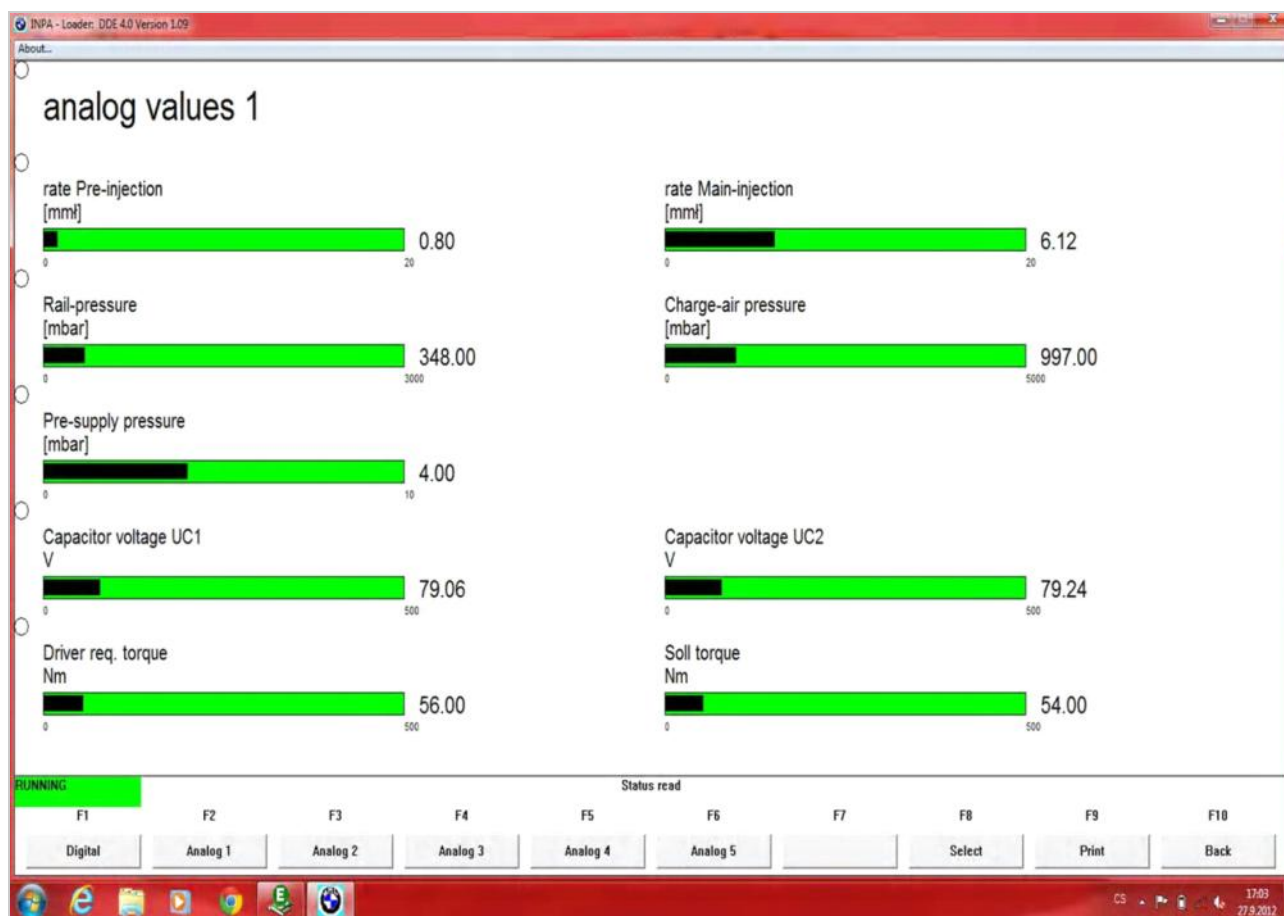 INPA - Loader: DDE 4.0 Version 1.09
About...
analog values 1
rate Pre-injection
[mmł]
0.80
0
20
rate Main-injection
[mmł]
6.12
0
20
Rail-pressure
[mbar]
348.00
0
3000
Charge-air pressure
[mbar]
997.00
0
5000
Pre-supply pressure
[mbar]
4.00
0
10
Capacitor voltage UC1
V
79.06
0
500
Capacitor voltage UC2
V
79.24
0
500
Driver req. torque
Nm
56.00
0
500
Soll torque
Nm
54.00
0
500
RUNNING
Status read
F1 F2 F3 F4 F5 F6 F7 F8 F9 F10
Digital Analog 1 Analog 2 Analog 3 Analog 4 Analog 5 Select Print Back
CS
17:03
27.9.2012